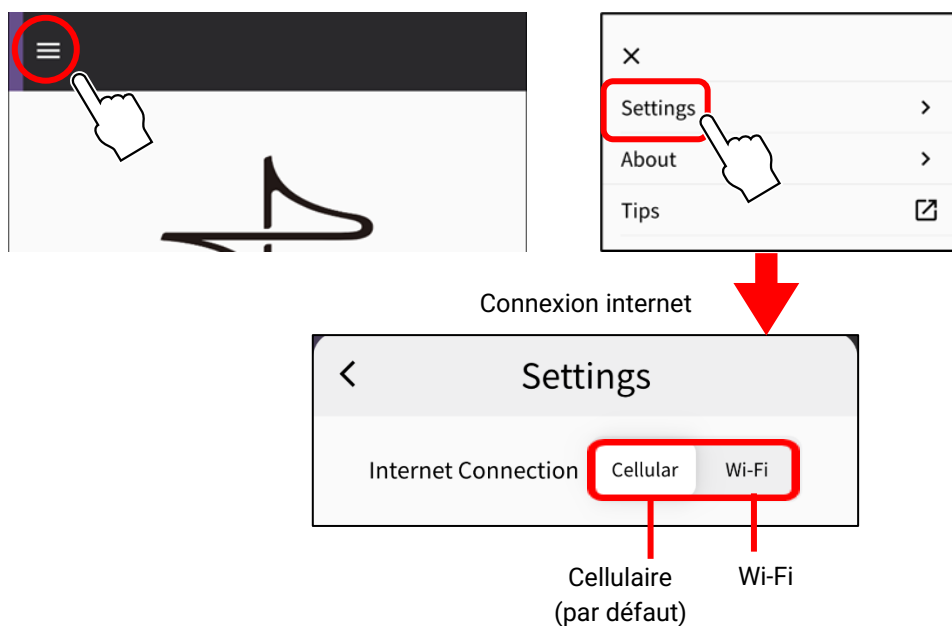 Settings
About
Tips
Connexion internet
Settings
Internet Connection Cellular Wi-Fi
Cellulaire
(par défaut)
Wi-Fi